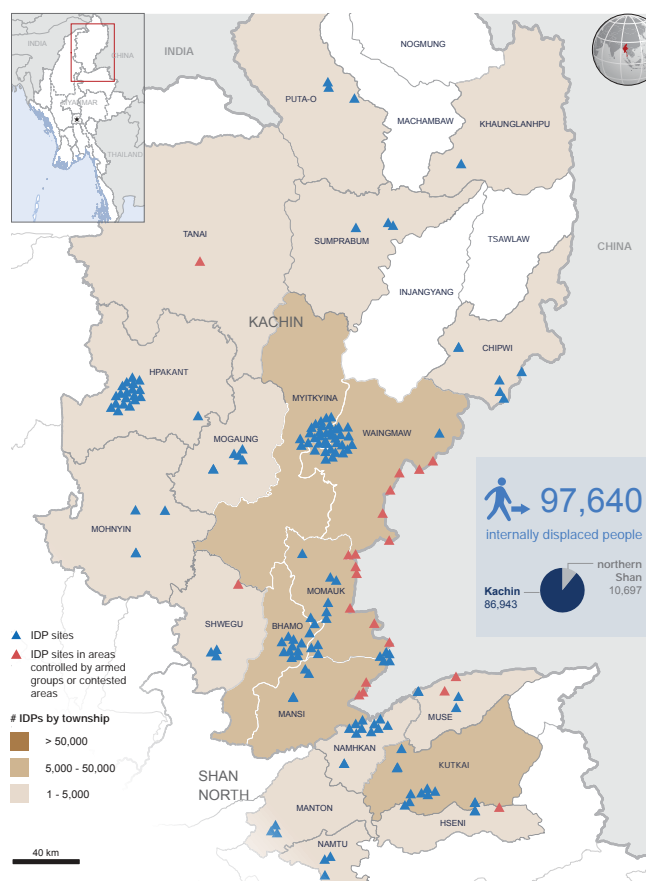 INDIA
CHINA
MYANMAR
THAILAND
INDIA
NOGMUNG
PUTA-O
MACHAMBAW
KHAUNGLANHPU
TANAI
SUMPRABUM
TSAWLAW
CHINA
INJANGYANG
KACHIN
CHIPWI
HPAKANT
MYITKYINA
WAINGMAW
MOGAUNG
MOHNYIN
97,640
internally displaced people
northern
Shan
10,697
Kachin
86,943
MOMAUK
SHWEGU
BHAMO
MANSI
MUSE
NAMHKAN
KUTKAI
SHAN
NORTH
MANTON
HSENI
NAMTU
IDP sites
IDP sites in areas
controlled by armed
groups or contested
areas
# IDPs by township
> 50,000
5,000 - 50,000
1 - 5,000
40 km